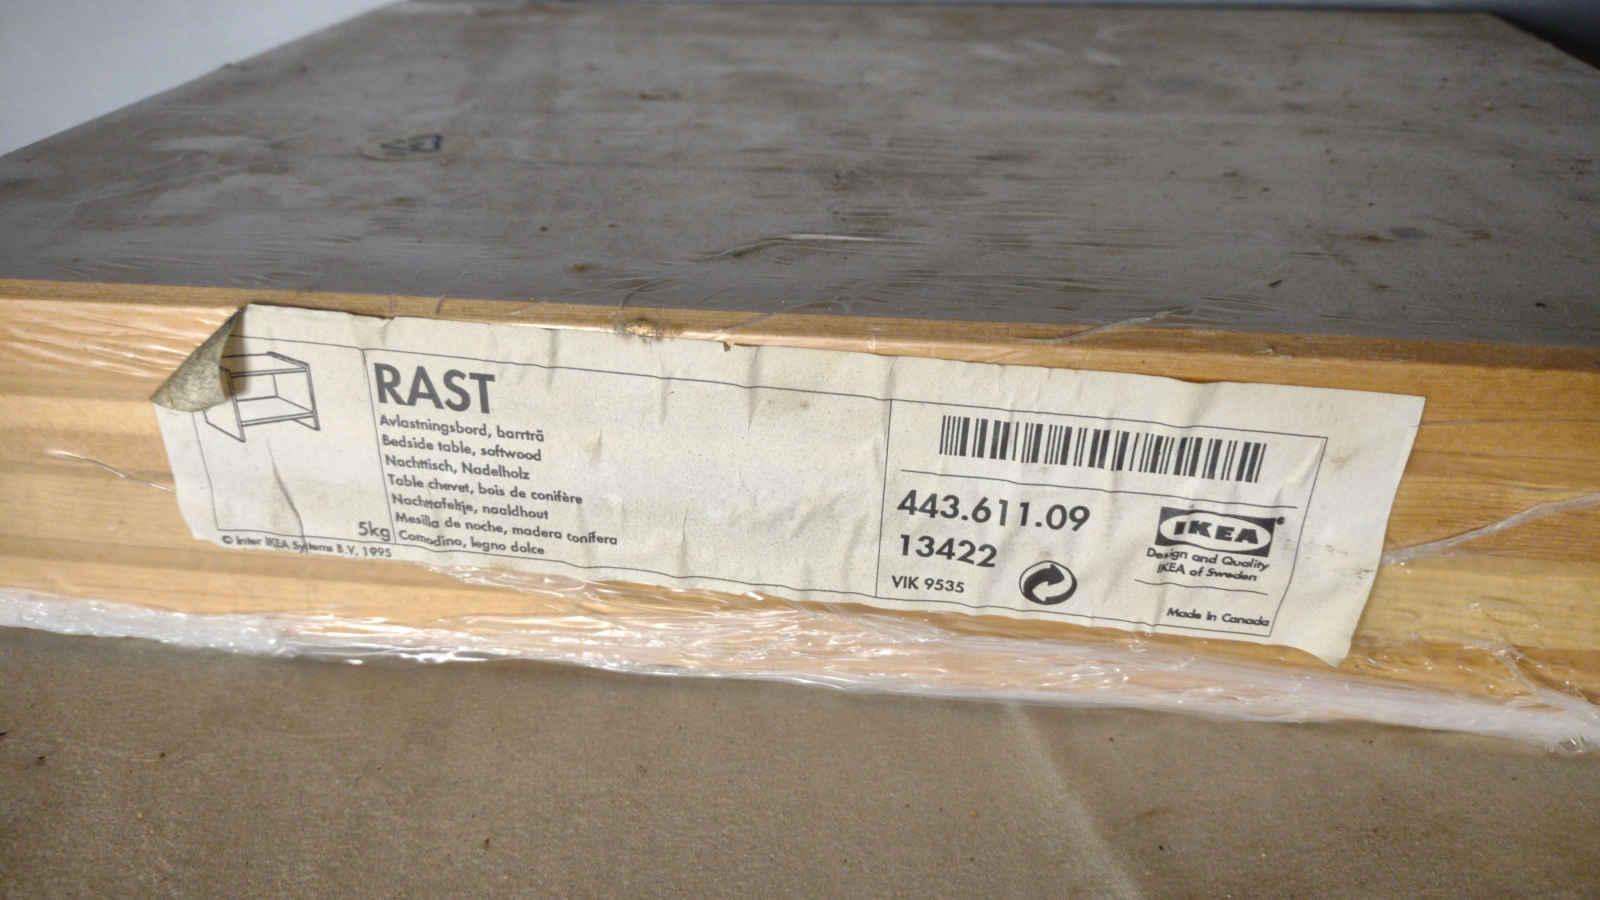 RAST
Avlastningsbord, barrträ
Bedside table, softwood
Nachttisch, Nadelholz
Table chevet, bois de conifère
Nachttafeltje, naaldhout
Mesilla de noche, madera conífera
Comodino, legno dolce
5kg
© Inter IKEA Systems B.V. 1995
443.611.09
13422
VIK 9535
IKEA®
Design and Quality
IKEA of Sweden
Made in Canada